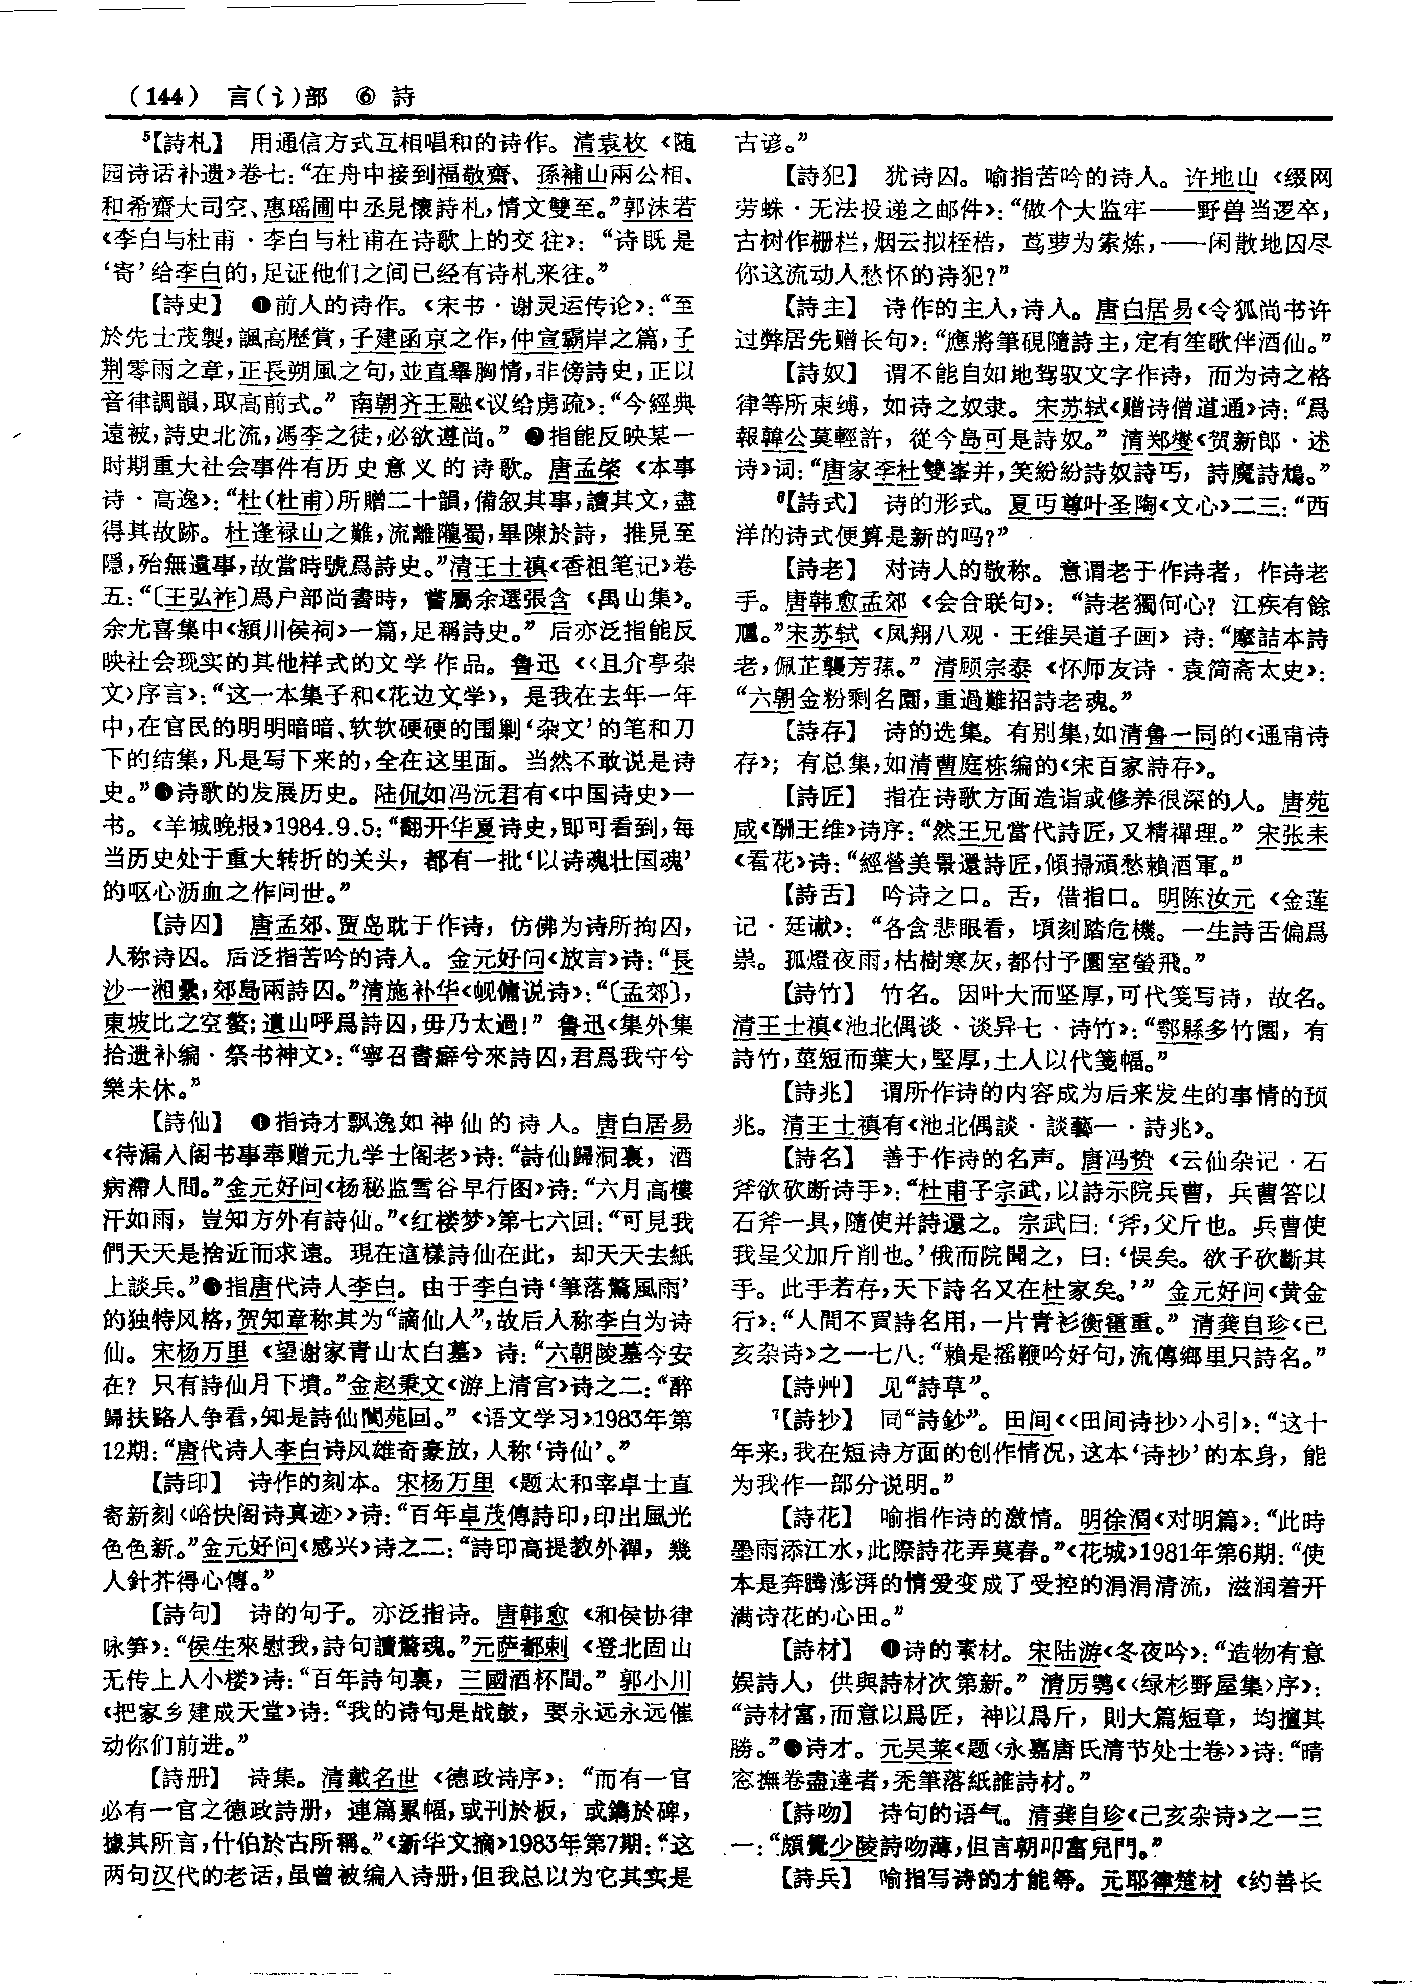 (144) 言(讠)部 ⑥ 詩
⁵【詩札】 用通信方式互相唱和的诗作。清袁枚《随
园诗话补遗》卷七：“在舟中接到福敬齋、孫補山兩公相、
和希齋大司空、惠瑶圃中丞見懷詩札，情文雙至。”郭沫若
《李白与杜甫·李白与杜甫在诗歌上的交往》：“诗既是
‘寄’给李白的，足证他们之间已经有诗札来往。”
【詩史】 ❶前人的诗作。《宋书·谢灵运传论》：“至
於先士茂製，諷高歷賞，子建函京之作，仲宣霸岸之篇，子
荆零雨之章，正長朔風之句，並直舉胸情，非傍詩史，正以
音律調韻，取高前式。”南朝齐王融《议给虏疏》：“今經典
遠被，詩史北流，馮李之徒，必欲遵尚。”❷指能反映某一
时期重大社会事件有历史意义的诗歌。唐孟棨《本事
诗·高逸》：“杜(杜甫)所贈二十韻，備叙其事，讀其文，盡
得其故跡。杜逢禄山之難，流離隴蜀，畢陳於詩，推見至
隱，殆無遺事，故當時號爲詩史。”清王士禛《香祖笔记》卷
五：“〔王弘祚〕爲户部尚書時，嘗屬余選張含《禺山集》。
余尤喜集中《潁川侯祠》一篇，足稱詩史。”后亦泛指能反
映社会现实的其他样式的文学作品。鲁迅《〈且介亭杂
文〉序言》：“这一本集子和《花边文学》，是我在去年一年
中，在官民的明明暗暗、软软硬硬的围剿‘杂文’的笔和刀
下的结集，凡是写下来的，全在这里面。当然不敢说是诗
史。”❸诗歌的发展历史。陆侃如冯沅君有《中国诗史》一
书。《羊城晚报》1984.9.5：“翻开华夏诗史，即可看到，每
当历史处于重大转折的关头，都有一批‘以诗魂壮国魂’
的呕心沥血之作问世。”
【詩囚】 唐孟郊、贾岛耽于作诗，仿佛为诗所拘囚，
人称诗囚。后泛指苦吟的诗人。金元好问《放言》诗：“長
沙一湘纍，郊島兩詩囚。”清施补华《岘傭说诗》：“〔孟郊〕，
東坡比之空螯；遺山呼爲詩囚，毋乃太過！”鲁迅《集外集
拾遗补编·祭书神文》：“寧召書癖兮來詩囚，君爲我守兮
樂未休。”
【詩仙】 ❶指诗才飘逸如神仙的诗人。唐白居易
《待漏入阁书事奉赠元九学士阁老》诗：“詩仙歸洞裏，酒
病滯人間。”金元好问《杨秘监雪谷早行图》诗：“六月高樓
汗如雨，豈知方外有詩仙。”《红楼梦》第七六回：“可見我
們天天是捨近而求遠。現在這樣詩仙在此，却天天去紙
上談兵。”❷指唐代诗人李白。由于李白诗‘筆落驚風雨’
的独特风格，贺知章称其为“謫仙人”，故后人称李白为诗
仙。宋杨万里《望谢家青山太白墓》诗：“六朝陵墓今安
在？只有詩仙月下墳。”金赵秉文《游上清宫》诗之二：“醉
歸扶路人争看，知是詩仙閬苑回。”《语文学习》1983年第
12期：“唐代诗人李白诗风雄奇豪放，人称‘诗仙’。”
【詩印】 诗作的刻本。宋杨万里《题太和宰卓士直
寄新刻〈峪快阁诗真迹〉》诗：“百年卓茂傳詩印，印出風光
色色新。”金元好问《感兴》诗之二：“詩印高提教外禪，幾
人針芥得心傳。”
【詩句】 诗的句子。亦泛指诗。唐韩愈《和侯协律
咏笋》：“侯生來慰我，詩句讀驚魂。”元萨都剌《登北固山
无传上人小楼》诗：“百年詩句裏，三國酒杯間。”郭小川
《把家乡建成天堂》诗：“我的诗句是战鼓，要永远永远催
动你们前进。”
【詩册】 诗集。清戴名世《德政诗序》：“而有一官
必有一官之德政詩册，連篇累幅，或刊於板，或鐫於碑，
據其所言，什伯於古所稱。”《新华文摘》1983年第7期：“这
两句汉代的老话，虽曾被编入诗册，但我总以为它其实是
古谚。”
【詩犯】 犹诗囚。喻指苦吟的诗人。许地山《缀网
劳蛛·无法投递之邮件》：“做个大监牢——野兽当逻卒，
古树作栅栏，烟云拟桎梏，茑萝为索炼，——闲散地囚尽
你这流动人愁怀的诗犯？”
【詩主】 诗作的主人，诗人。唐白居易《令狐尚书许
过弊居先赠长句》：“應將筆硯隨詩主，定有笙歌伴酒仙。”
【詩奴】 谓不能自如地驾驭文字作诗，而为诗之格
律等所束缚，如诗之奴隶。宋苏轼《赠诗僧道通》诗：“爲
報韓公莫輕許，從今島可是詩奴。”清郑燮《贺新郎·述
诗》词：“唐家李杜雙峯并，笑紛紛詩奴詩丐，詩魔詩鴆。”
⁶【詩式】 诗的形式。夏丏尊叶圣陶《文心》二三：“西
洋的诗式便算是新的吗？”
【詩老】 对诗人的敬称。意谓老于作诗者，作诗老
手。唐韩愈孟郊《会合联句》：“詩老獨何心？江疾有餘
㾽。”宋苏轼《凤翔八观·王维吴道子画》诗：“摩詰本詩
老，佩芷襲芳蓀。”清顾宗泰《怀师友诗·袁简斋太史》：
“六朝金粉剩名園，重過難招詩老魂。”
【詩存】 诗的选集。有别集，如清鲁一同的《通甫诗
存》；有总集，如清曹庭栋编的《宋百家詩存》。
【詩匠】 指在诗歌方面造诣或修养很深的人。唐苑
咸《酬王维》诗序：“然王兄當代詩匠，又精禪理。”宋张耒
《看花》诗：“經營美景還詩匠，傾掃頑愁賴酒軍。”
【詩舌】 吟诗之口。舌，借指口。明陈汝元《金莲
记·廷谳》：“各含悲眼看，頃刻踏危機。一生詩舌偏爲
祟。孤燈夜雨，枯樹寒灰，都付予圜室螢飛。”
【詩竹】 竹名。因叶大而坚厚，可代笺写诗，故名。
清王士禛《池北偶谈·谈异七·诗竹》：“鄠縣多竹園，有
詩竹，莖短而葉大，堅厚，土人以代箋幅。”
【詩兆】 谓所作诗的内容成为后来发生的事情的预
兆。清王士禛有《池北偶談·談藝一·詩兆》。
【詩名】 善于作诗的名声。唐冯贽《云仙杂记·石
斧欲砍断诗手》：“杜甫子宗武，以詩示院兵曹，兵曹答以
石斧一具，隨使并詩還之。宗武曰：‘斧，父斤也。兵曹使
我呈父加斤削也。’俄而院聞之，曰：‘悮矣。欲子砍斷其
手。此手若存，天下詩名又在杜家矣。’”金元好问《黄金
行》：“人間不買詩名用，一片青衫衡霍重。”清龚自珍《己
亥杂诗》之一七八：“賴是摇鞭吟好句，流傳鄉里只詩名。”
【詩艸】 见“詩草”。
⁷【詩抄】 同“詩鈔”。田间《〈田间诗抄〉小引》：“这十
年来，我在短诗方面的创作情况，这本‘诗抄’的本身，能
为我作一部分说明。”
【詩花】 喻指作诗的激情。明徐渭《对明篇》：“此時
墨雨添江水，此際詩花弄莫春。”《花城》1981年第6期：“使
本是奔腾澎湃的情爱变成了受控的涓涓清流，滋润着开
满诗花的心田。”
【詩材】 ❶诗的素材。宋陆游《冬夜吟》：“造物有意
娱詩人，供與詩材次第新。”清厉鹗《〈绿杉野屋集〉序》：
“詩材富，而意以爲匠，神以爲斤，則大篇短章，均擅其
勝。”❷诗才。元吴莱《题〈永嘉唐氏清节处士卷〉》诗：“晴
窓撫卷盡達者，秃筆落紙誰詩材。”
【詩吻】 诗句的语气。清龚自珍《己亥杂诗》之一三
一：“頗覺少陵詩吻薄，但言朝叩富兒門。”
【詩兵】 喻指写诗的才能等。元耶律楚材《约善长